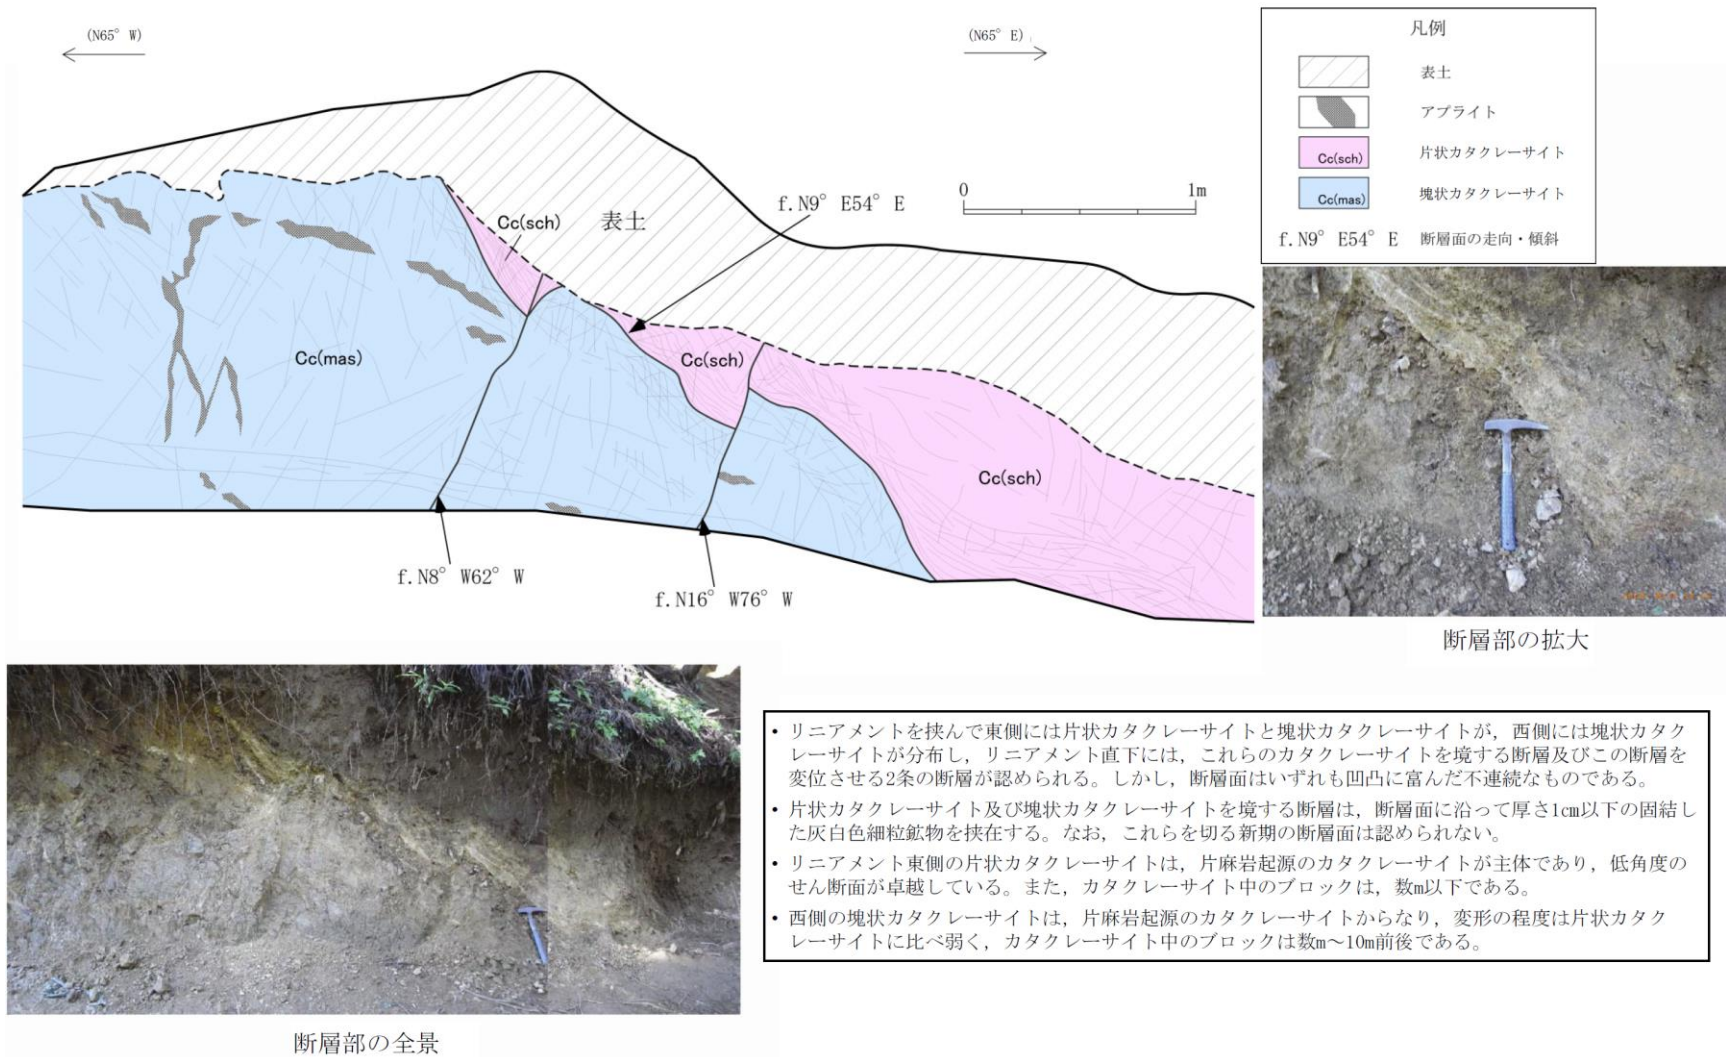 (N65° W)
(N65° E)
凡例
表土
アプライト
Cc(sch)
片状カタクレーサイト
Cc(mas)
塊状カタクレーサイト
f.N9° E54° E
断層面の走向・傾斜
0
1m
f.N9° E54° E
Cc(sch)
表土
Cc(mas)
Cc(sch)
Cc(sch)
f.N8° W62° W
f.N16° W76° W
断層部の拡大
断層部の全景
• リニアメントを挟んで東側には片状カタクレーサイトと塊状カタクレーサイトが，西側には塊状カタク
レーサイトが分布し，リニアメント直下には，これらのカタクレーサイトを境する断層及びこの断層を
変位させる2条の断層が認められる。しかし，断層面はいずれも凹凸に富んだ不連続なものである。
• 片状カタクレーサイト及び塊状カタクレーサイトを境する断層は，断層面に沿って厚さ1cm以下の固結し
た灰白色細粒鉱物を挟在する。なお，これらを切る新期の断層面は認められない。
• リニアメント東側の片状カタクレーサイトは，片麻岩起源のカタクレーサイトが主体であり，低角度の
せん断面が卓越している。また，カタクレーサイト中のブロックは，数m以下である。
• 西側の塊状カタクレーサイトは，片麻岩起源のカタクレーサイトからなり，変形の程度は片状カタク
レーサイトに比べ弱く，カタクレーサイト中のブロックは数m～10m前後である。